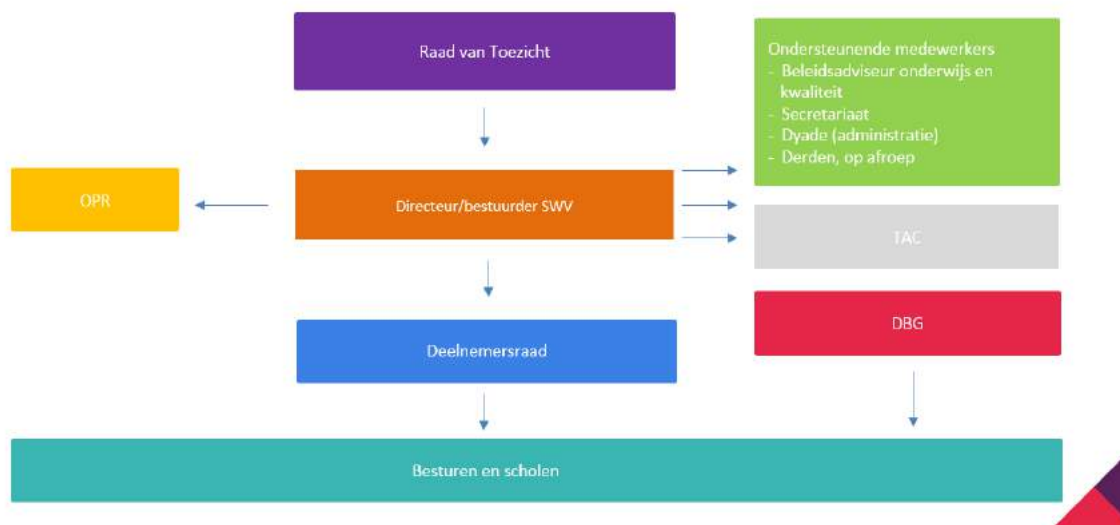 Raad van Toezicht
Ondersteunende medewerkers
- Beleidsadviseur onderwijs en
kwaliteit
- Secretariaat
- Dyade (administratie)
- Derden, op afroep
OPR
Directeur/bestuurder SWV
TAC
DBG
Deelnemersraad
Besturen en scholen